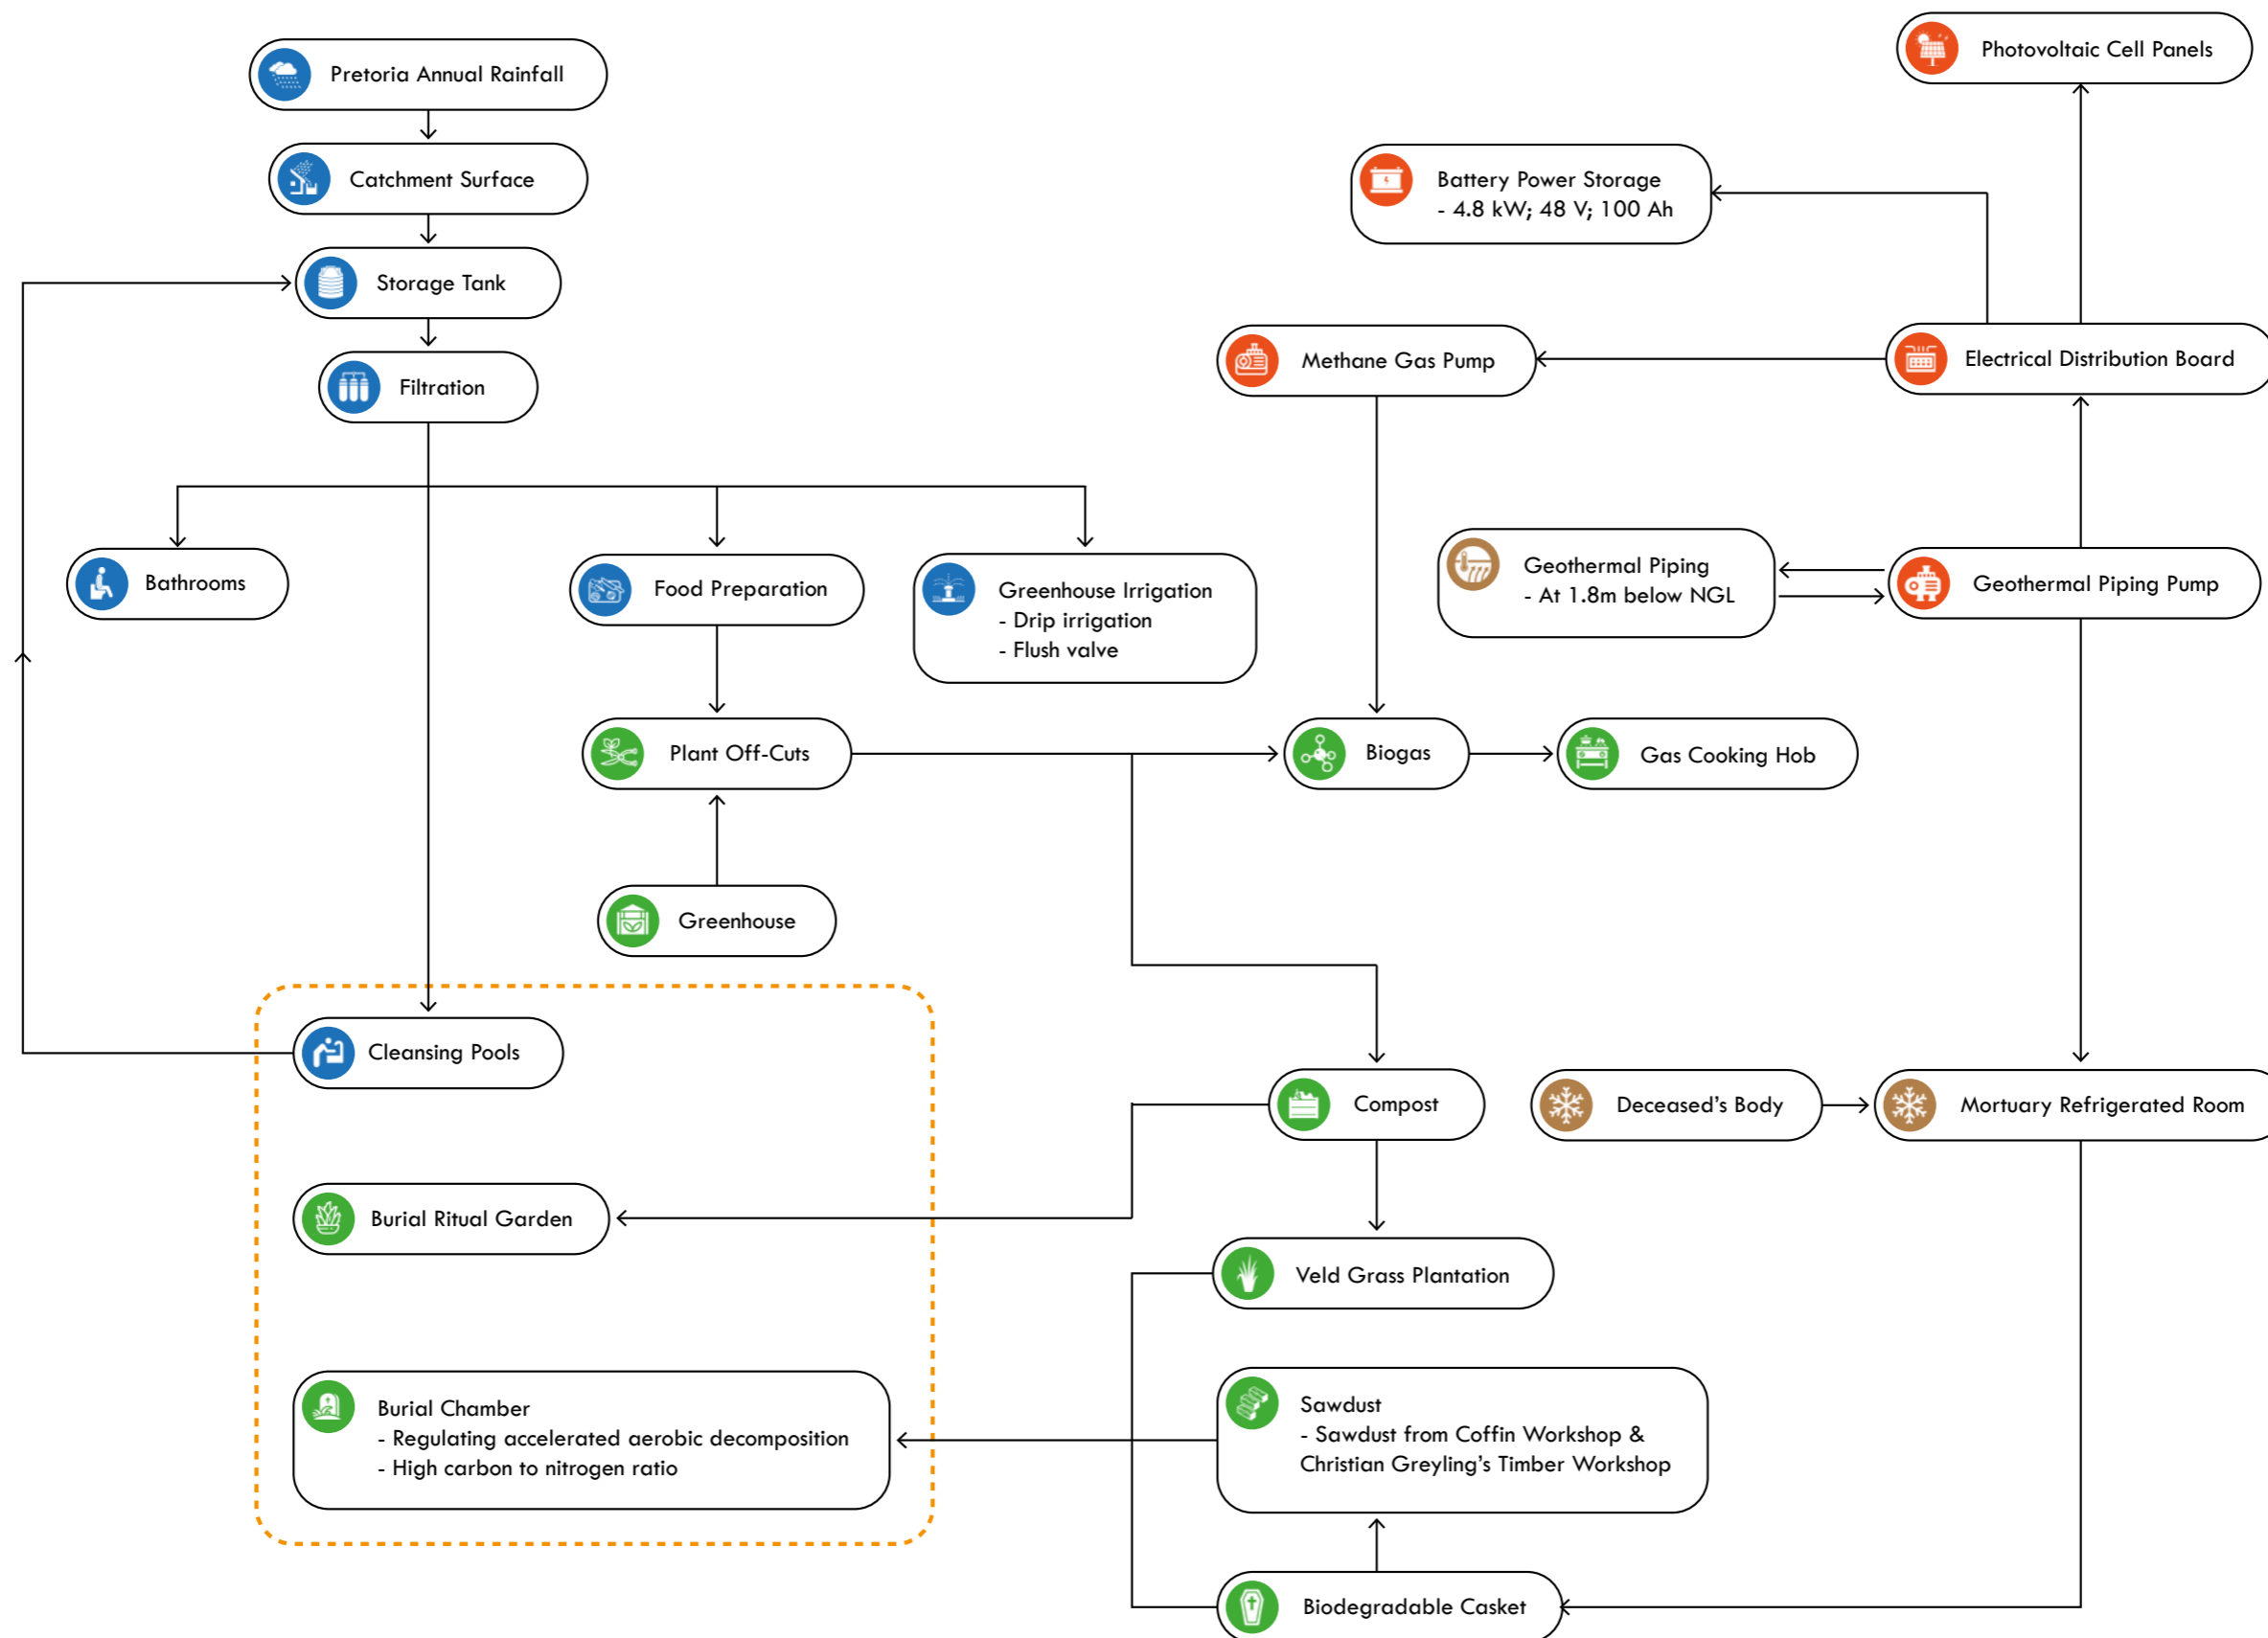 Pretoria Annual Rainfall
Photovoltaic Cell Panels
Catchment Surface
Battery Power Storage
- 4.8 kW; 48 V; 100 Ah
Storage Tank
Filtration
Methane Gas Pump
Electrical Distribution Board
Bathrooms
Food Preparation
Greenhouse Irrigation
- Drip irrigation
- Flush valve
Geothermal Piping
- At 1.8m below NGL
Geothermal Piping Pump
Plant Off-Cuts
Biogas
Gas Cooking Hob
Greenhouse
Cleansing Pools
Compost
Deceased's Body
Mortuary Refrigerated Room
Burial Ritual Garden
Veld Grass Plantation
Burial Chamber
- Regulating accelerated aerobic decomposition
- High carbon to nitrogen ratio
Sawdust
- Sawdust from Coffin Workshop &
Christian Greyling's Timber Workshop
Biodegradable Casket